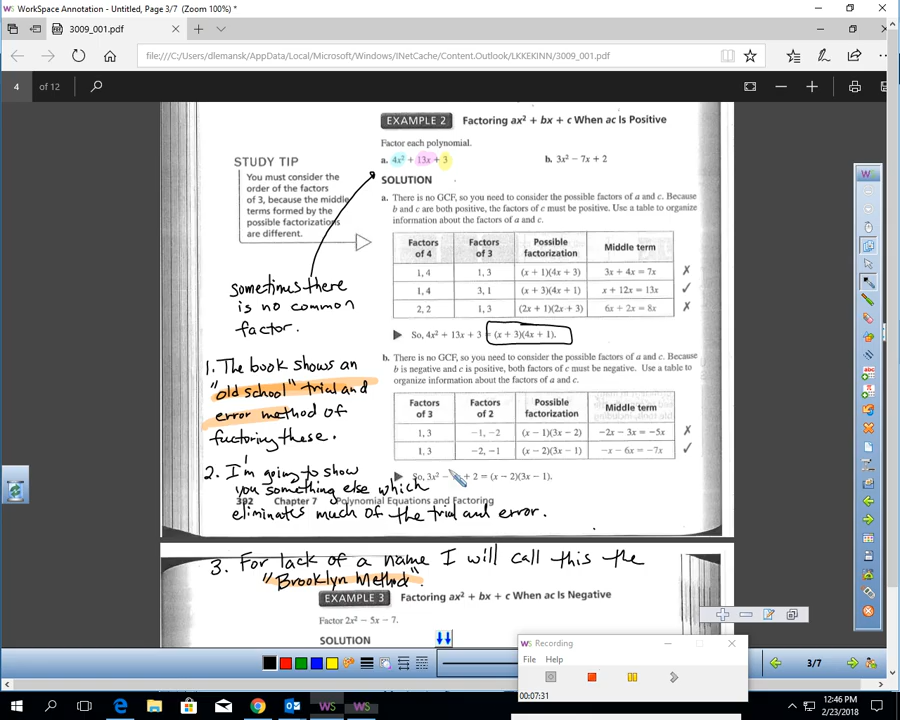 WorkSpace Annotation - Untitled, Page 3/7 (Zoom 100%) *
3009_001.pdf
file:///C:/Users/dlemansk/AppData/Local/Microsoft/Windows/INetCache/Content.Outlook/LKKEKINN/3009_001.pdf
4 of 12
EXAMPLE 2 Factoring ax² + bx + c When ac Is Positive
Factor each polynomial.
a. 4x² + 13x + 3 b. 3x² − 7x + 2
STUDY TIP
You must consider the
order of the factors
of 3, because the middle
terms formed by the
possible factorizations
are different.
SOLUTION
a. There is no GCF, so you need to consider the possible factors of a and c. Because
b and c are both positive, the factors of c must be positive. Use a table to organize
information about the factors of a and c.
Factors of 4 Factors of 3 Possible factorization Middle term
1, 4 1, 3 (x + 1)(4x + 3) 3x + 4x = 7x ✗
1, 4 3, 1 (x + 3)(4x + 1) x + 12x = 13x ✓
2, 2 1, 3 (2x + 1)(2x + 3) 6x + 2x = 8x ✗
So, 4x² + 13x + 3 = (x + 3)(4x + 1).
sometimes there
is no common
factor.
b. There is no GCF, so you need to consider the possible factors of a and c. Because
b is negative and c is positive, both factors of c must be negative. Use a table to
organize information about the factors of a and c.
Factors of 3 Factors of 2 Possible factorization Middle term
1, 3 −1, −2 (x − 1)(3x − 2) −2x − 3x = −5x ✗
1, 3 −2, −1 (x − 2)(3x − 1) −x − 6x = −7x ✓
So, 3x² − 7x + 2 = (x − 2)(3x − 1).
1. The book shows an
"old school" trial and
error method of
factoring these.
2. I'm going to show
you something else which
eliminates much of the trial and error.
392 Chapter 7 Polynomial Equations and Factoring
3. For lack of a name I will call this the
"Brooklyn Method"
EXAMPLE 3 Factoring ax² + bx + c When ac Is Negative
Factor 2x² − 5x − 7.
SOLUTION
WS Recording
File Help
00:07:31
3/7
12:46 PM
2/23/2018